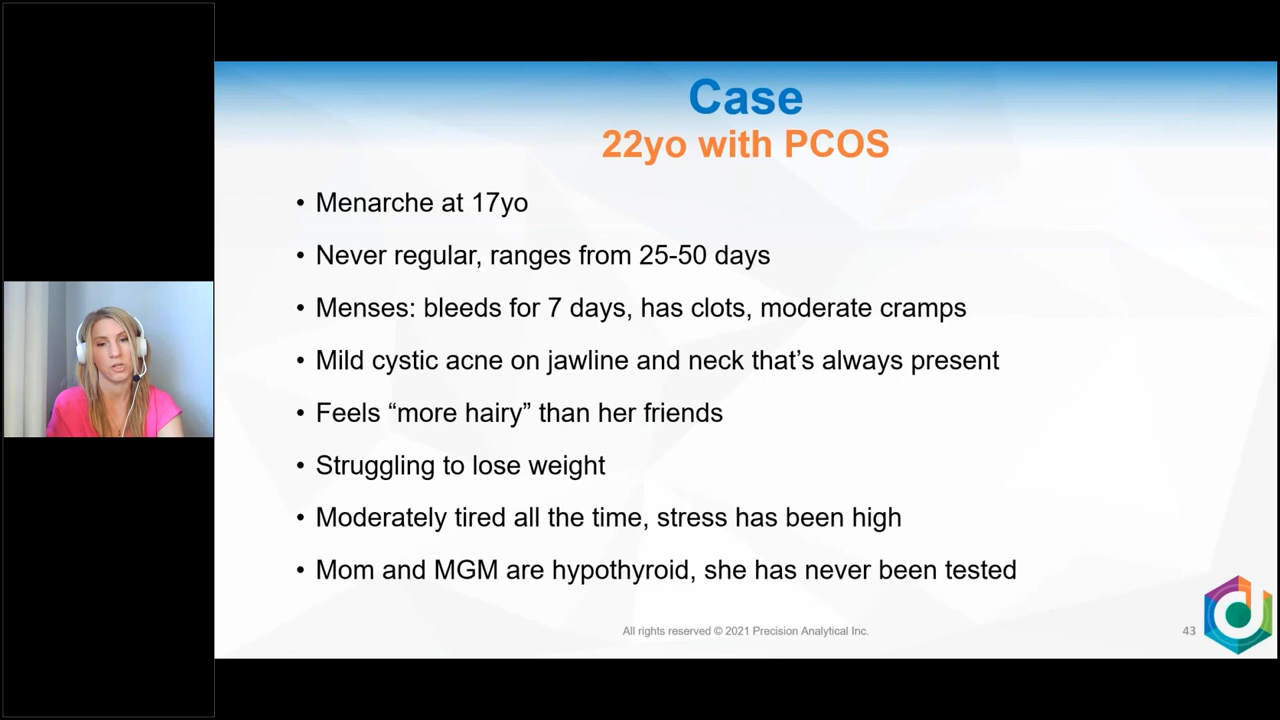 Case
22yo with PCOS
• Menarche at 17yo
• Never regular, ranges from 25-50 days
• Menses: bleeds for 7 days, has clots, moderate cramps
• Mild cystic acne on jawline and neck that’s always present
• Feels “more hairy” than her friends
• Struggling to lose weight
• Moderately tired all the time, stress has been high
• Mom and MGM are hypothyroid, she has never been tested
All rights reserved © 2021 Precision Analytical Inc.
43